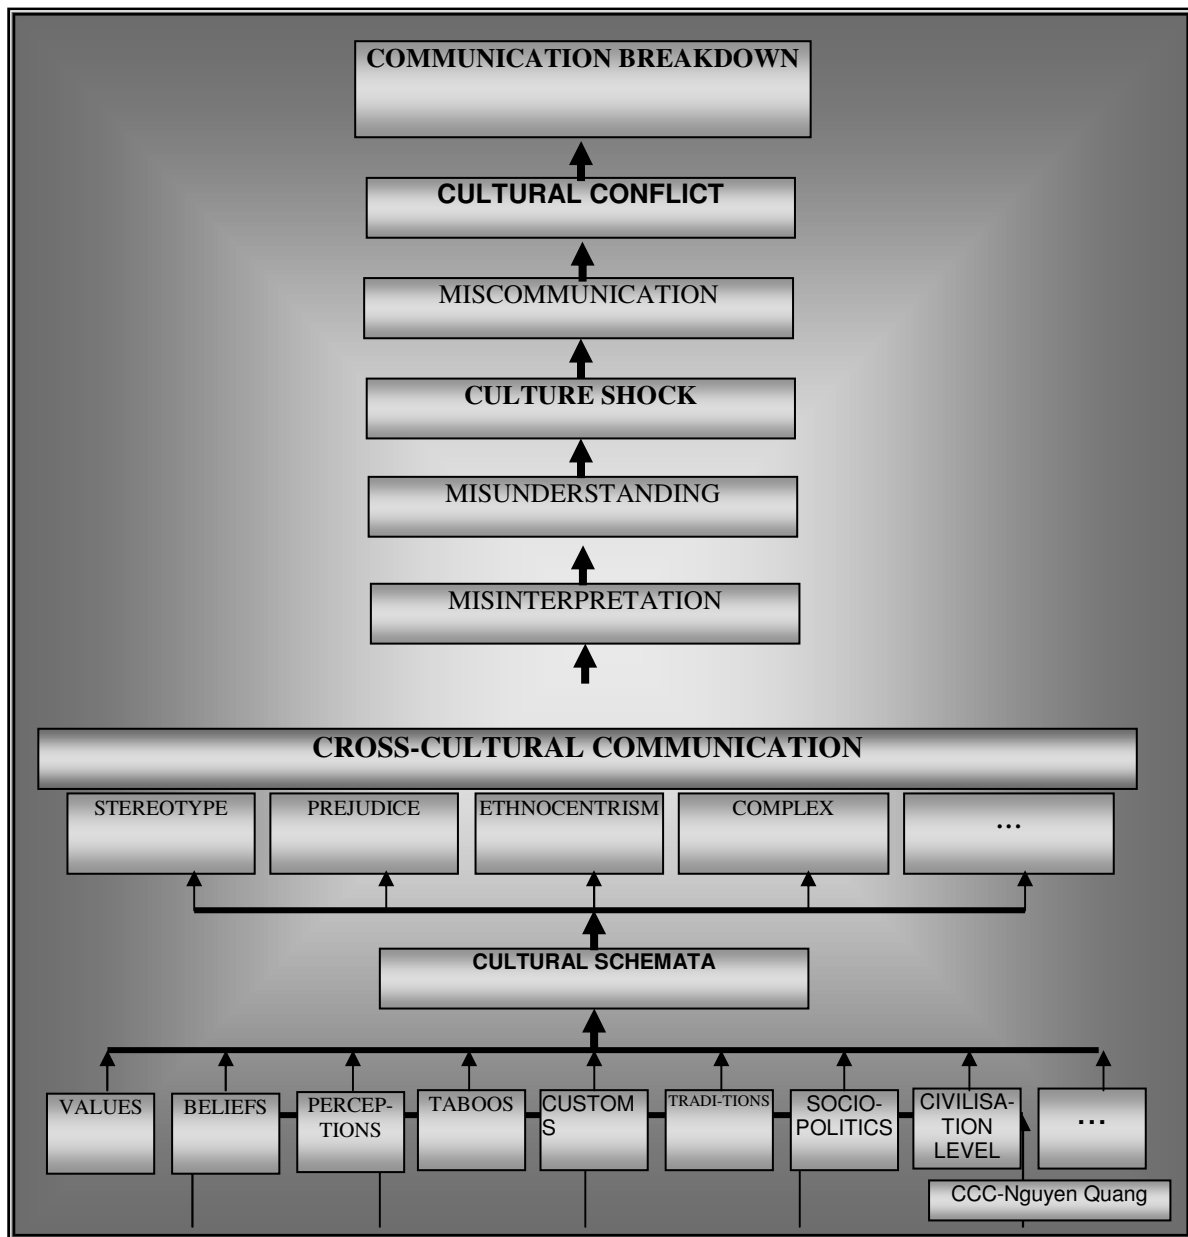 COMMUNICATION BREAKDOWN
CULTURAL CONFLICT
MISCOMMUNICATION
CULTURE SHOCK
MISUNDERSTANDING
MISINTERPRETATION
CROSS-CULTURAL COMMUNICATION
STEREOTYPE
PREJUDICE
ETHNOCENTRISM
COMPLEX
...
CULTURAL SCHEMATA
VALUES
BELIEFS
PERCEP-
TIONS
TABOOS
CUSTOM
S
TRADI-TIONS
SOCIO-
POLITICS
CIVILISA-
TION
LEVEL
...
CCC-Nguyen Quang